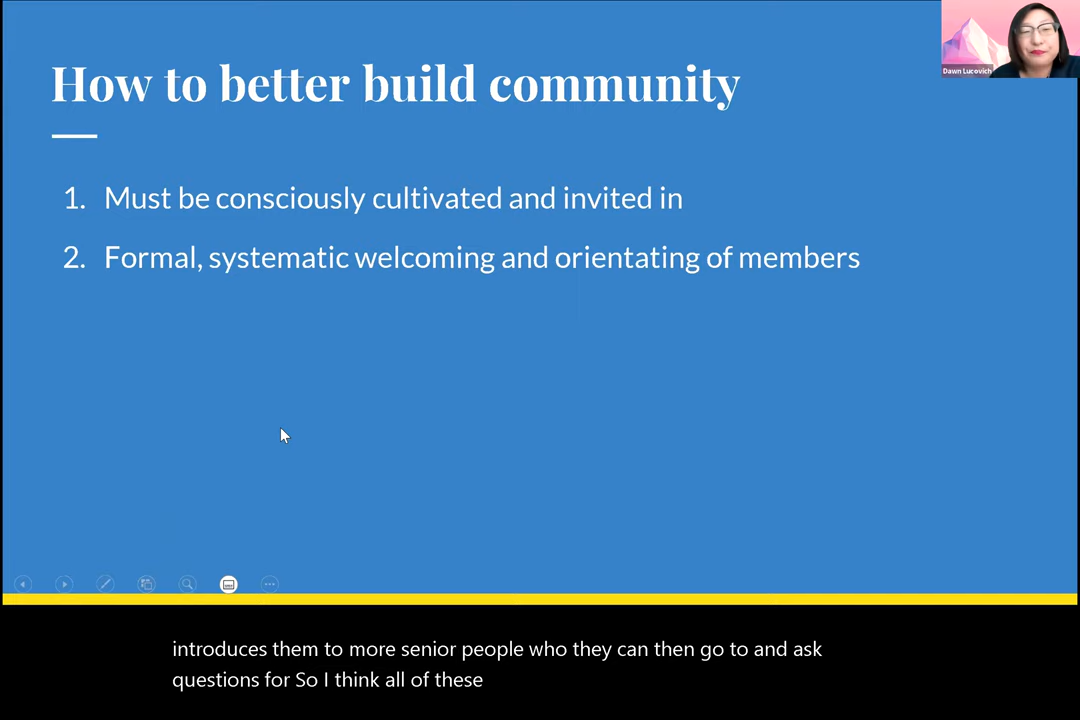 How to better build community
1. Must be consciously cultivated and invited in
2. Formal, systematic welcoming and orientating of members
Dawn Lucovich
introduces them to more senior people who they can then go to and ask
questions for So I think all of these